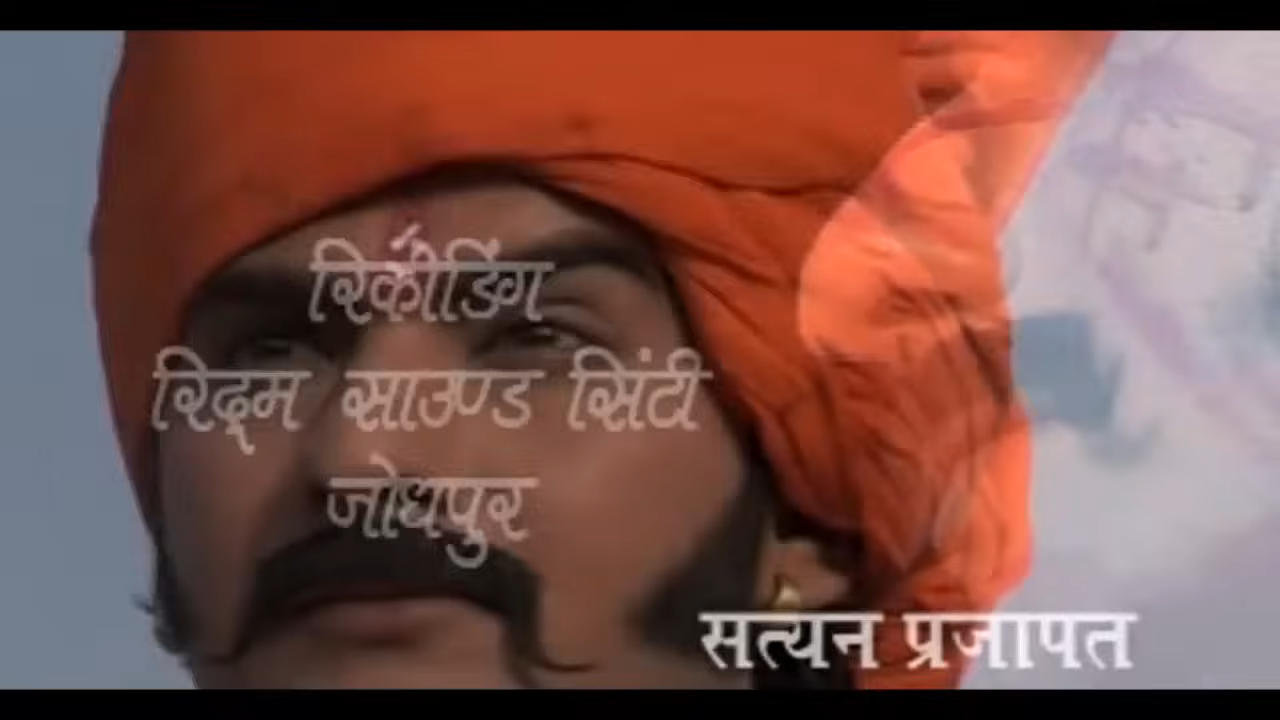 रिर्कोडिंग
रिद्म साउण्ड सिंटी
जोधपुर
सत्यन प्रजापत